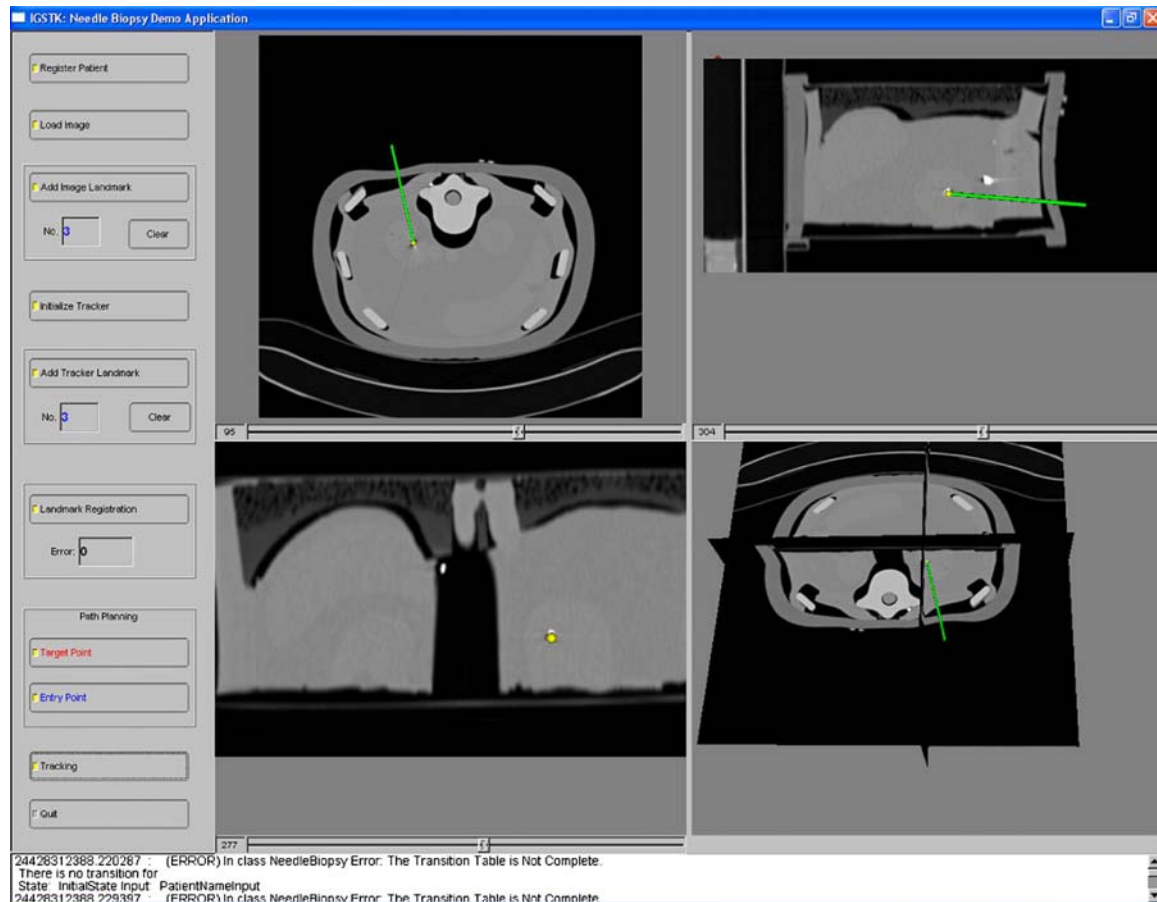 IGSTK: Needle Biopsy Demo Application
Register Patient
Load Image
Add Image Landmark
No. 3 Clear
Initialize Tracker
Add Tracker Landmark
No. 3 Clear
Landmark Registration
Error: 0
Path Planning
Target Point
Entry Point
Tracking
Quit
95
304
277
24428312388.220287 : (ERROR) In class NeedleBiopsy Error: The Transition Table is Not Complete.
There is no transition for
State: InitialState Input: PatientNameInput
24428312388.229397 : (ERROR) In class NeedleBiopsy Error: The Transition Table is Not Complete.